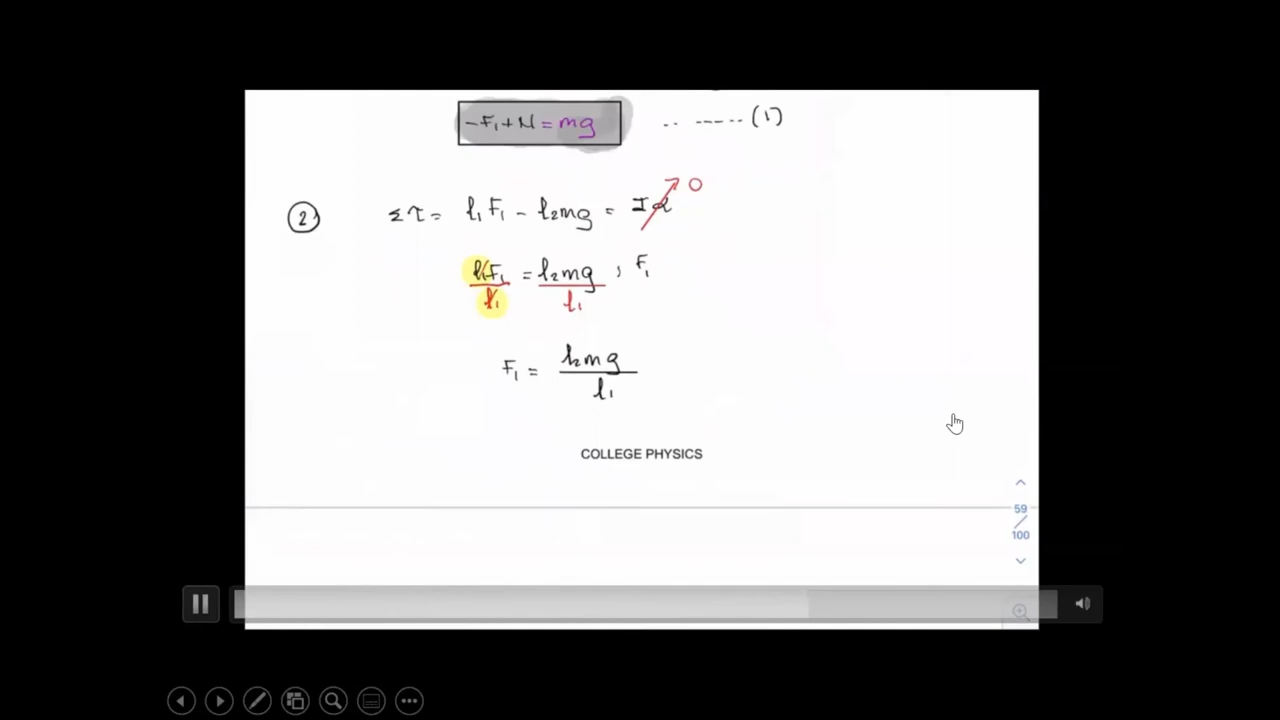 -F₁+N = mg .. ----·· (1)
(2) Στ = l₁F₁ - l₂mg = Iα 0
l₁F₁/l₁ = l₂mg/l₁ , F₁
F₁ = l₂mg/l₁
COLLEGE PHYSICS
59
/
100